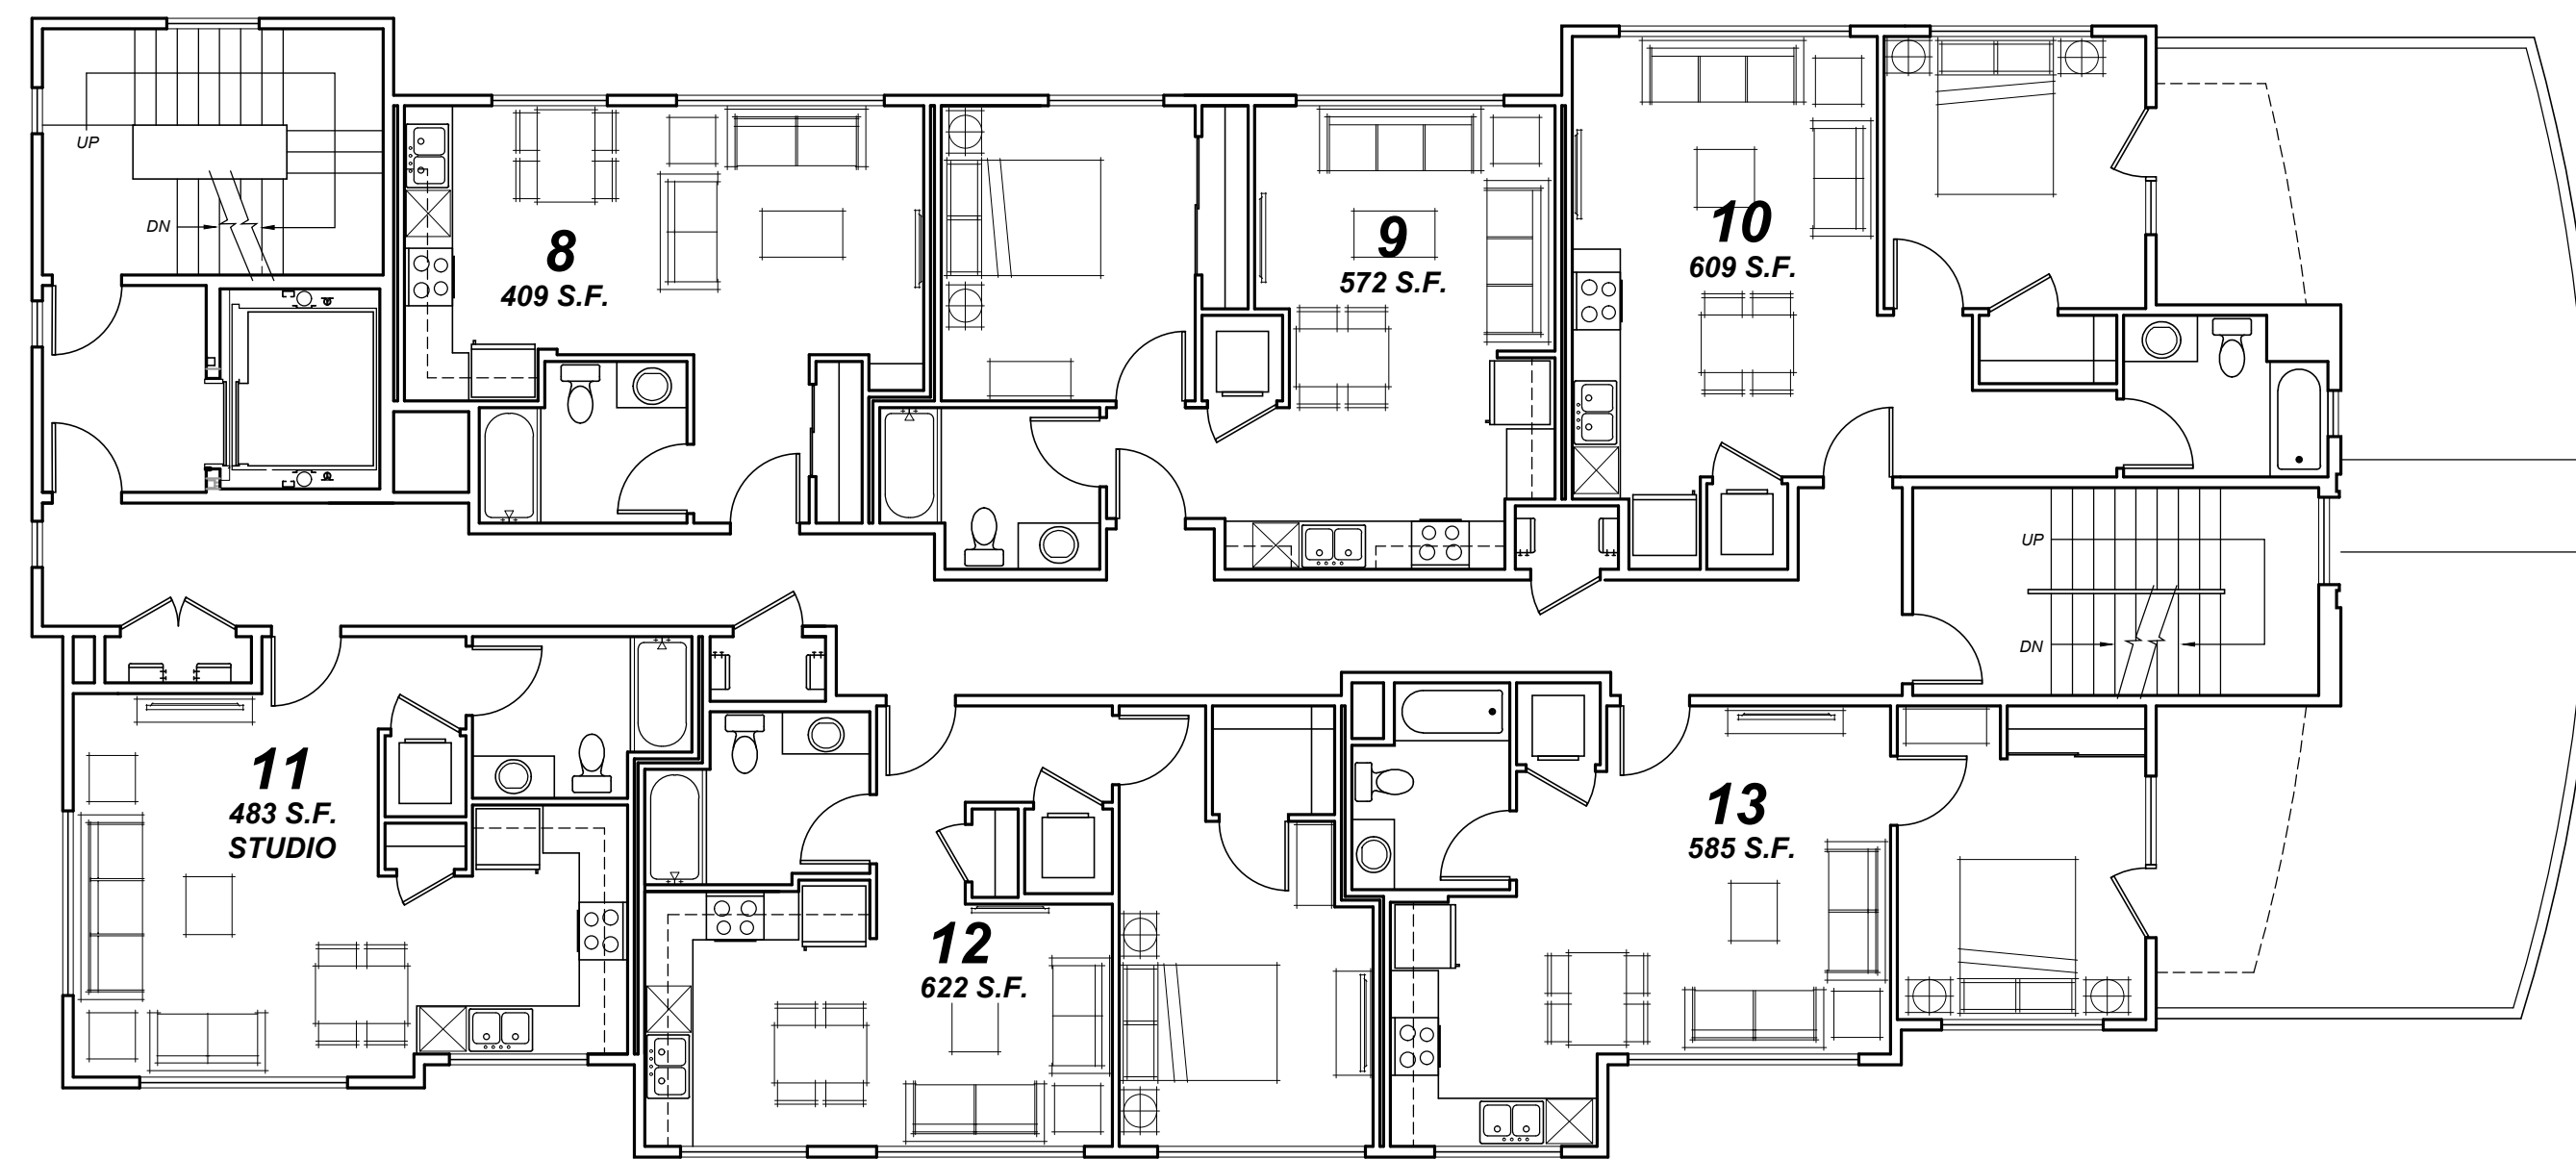 UP
DN
8
409 S.F.
9
572 S.F.
10
609 S.F.
UP
DN
11
483 S.F.
STUDIO
12
622 S.F.
13
585 S.F.